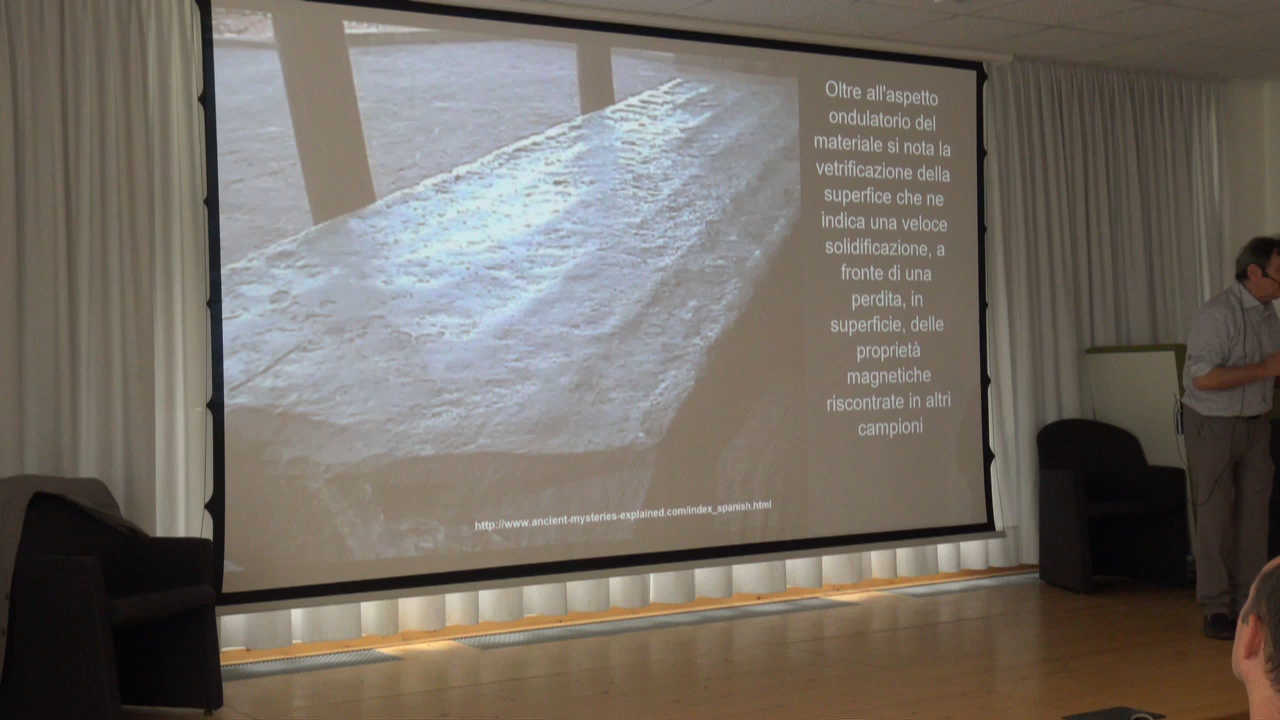 Oltre all'aspetto
ondulatorio del
materiale si nota la
vetrificazione della
superfice che ne
indica una veloce
solidificazione, a
fronte di una
perdita, in
superficie, delle
proprietà
magnetiche
riscontrate in altri
campioni
http://www.ancient-mysteries-explained.com/index_spanish.html